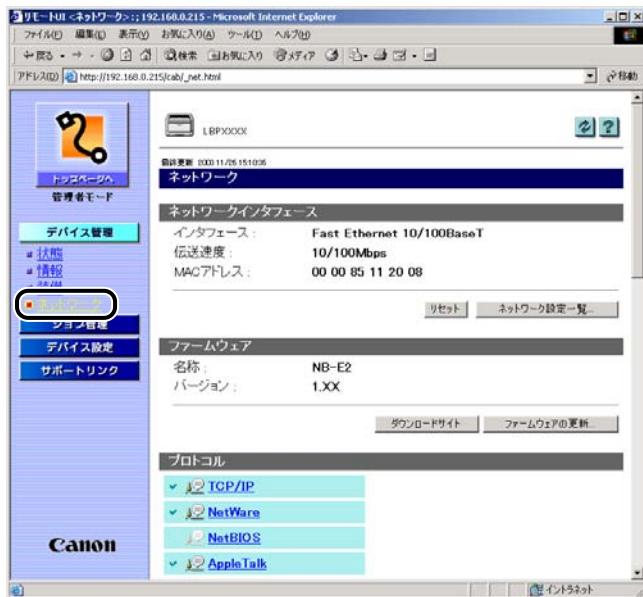 リモートUI <ネットワーク>:;192.168.0.215 - Microsoft Internet Explorer
ファイル(F) 編集(E) 表示(V) お気に入り(A) ツール(T) ヘルプ(H)
戻る 検索 お気に入り メディア
アドレス(D) http://192.168.0.215/cab/_net.html 移動
LBPXXXX
トップページへ
管理者モード
最終更新
ネットワーク
デバイス管理
状態
情報
ネットワーク
ジョブ管理
デバイス設定
サポートリンク
Canon
ネットワークインタフェース
インタフェース : Fast Ethernet 10/100BaseT
伝送速度 : 10/100Mbps
MACアドレス : 00 00 85 11 20 08
リセット ネットワーク設定一覧...
ファームウェア
名称 : NB-E2
バージョン : 1.XX
ダウンロードサイト ファームウェアの更新...
プロトコル
TCP/IP
NetWare
NetBIOS
AppleTalk
イントラネット